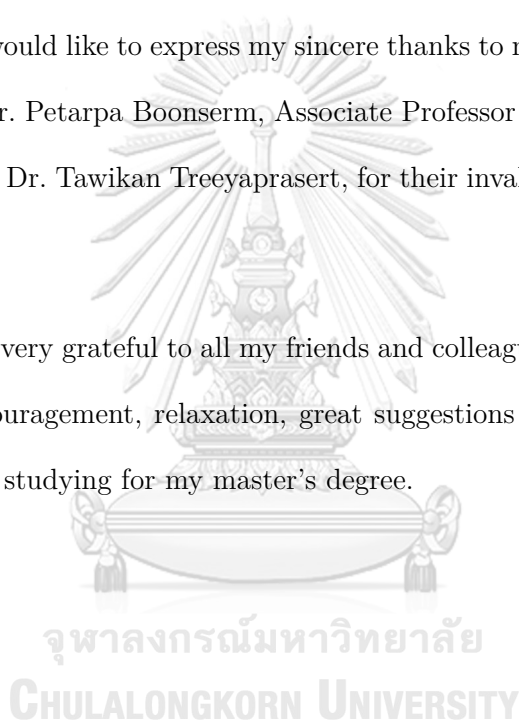 would like to express my sincere thanks to
r. Petarpa Boonserm, Associate Professor
Dr. Tawikan Treeyaprasert, for their
very grateful to all my friends and
ouragement, relaxation, great suggestions
studying for my master's degree.
จุฬาลงกรณ์มหาวิทยาลัย
CHULALONGKORN UNIVERSITY